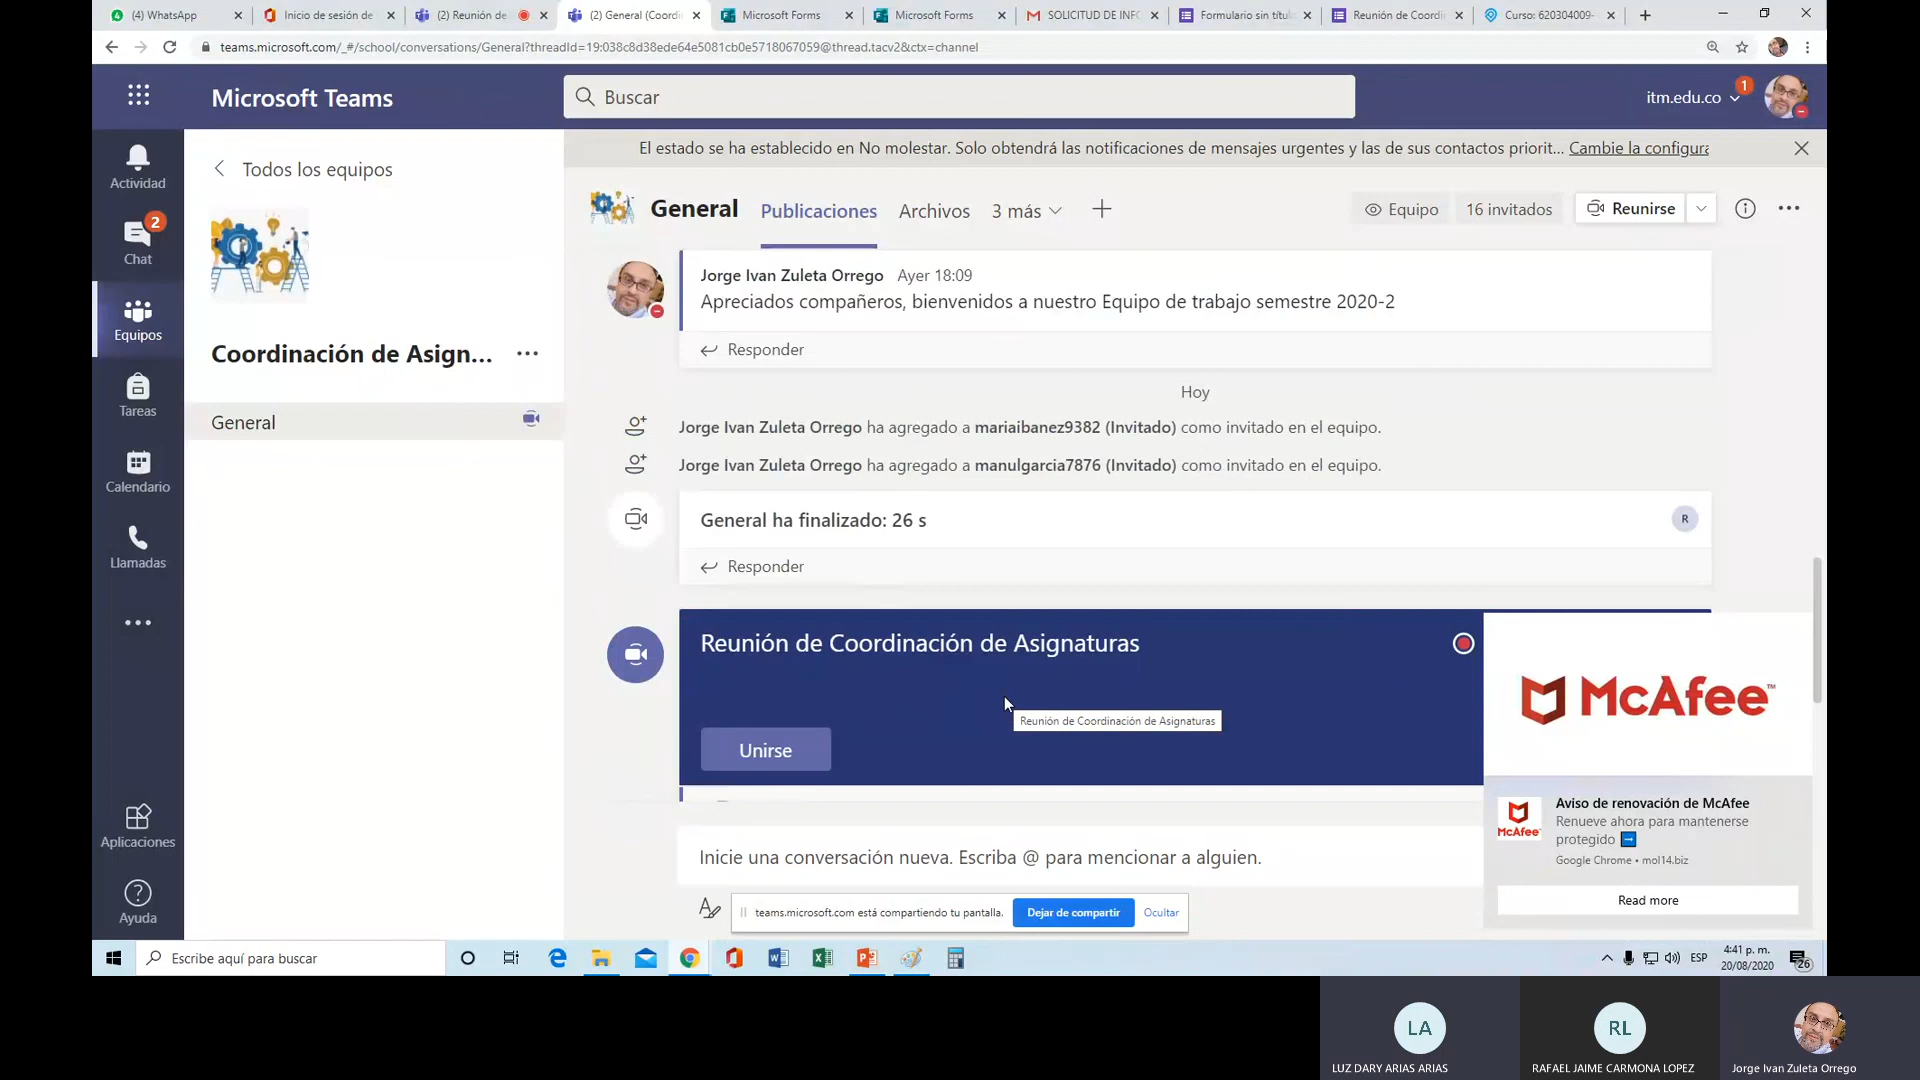 (4) WhatsApp
Inicio de sesión de
(2) Reunión de
(2) General (Coordi
Microsoft Forms
Microsoft Forms
SOLICITUD DE INFO
Formulario sin títu
Reunión de Coordi
Curso: 620304009-
teams.microsoft.com/_#/school/conversations/General?threadId=19:038c8d38ede64e5081cb0e5718067059@thread.tacv2&ctx=channel
Microsoft Teams
Buscar
itm.edu.co
1
El estado se ha establecido en No molestar. Solo obtendrá las notificaciones de mensajes urgentes y las de sus contactos priorit... Cambie la configura
Actividad
2
Chat
Equipos
Tareas
Calendario
Llamadas
Aplicaciones
Ayuda
Todos los equipos
Coordinación de Asign...
General
General
Publicaciones
Archivos
3 más
Equipo
16 invitados
Reunirse
Jorge Ivan Zuleta Orrego Ayer 18:09
Apreciados compañeros, bienvenidos a nuestro Equipo de trabajo semestre 2020-2
Responder
Hoy
Jorge Ivan Zuleta Orrego ha agregado a mariaibanez9382 (Invitado) como invitado en el equipo.
Jorge Ivan Zuleta Orrego ha agregado a manulgarcia7876 (Invitado) como invitado en el equipo.
General ha finalizado: 26 s
R
Responder
Reunión de Coordinación de Asignaturas
Reunión de Coordinación de Asignaturas
Unirse
McAfee™
McAfee
Aviso de renovación de McAfee
Renueve ahora para mantenerse
protegido
Google Chrome • mol14.biz
Read more
Inicie una conversación nueva. Escriba @ para mencionar a alguien.
teams.microsoft.com está compartiendo tu pantalla.
Dejar de compartir
Ocultar
Escribe aquí para buscar
ESP
4:41 p. m.
20/08/2020
26
LA
LUZ DARY ARIAS ARIAS
RL
RAFAEL JAIME CARMONA LOPEZ
Jorge Ivan Zuleta Orrego